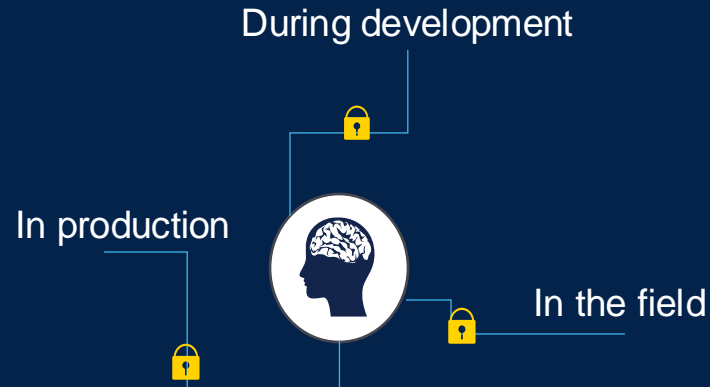 During development
In production
In the field